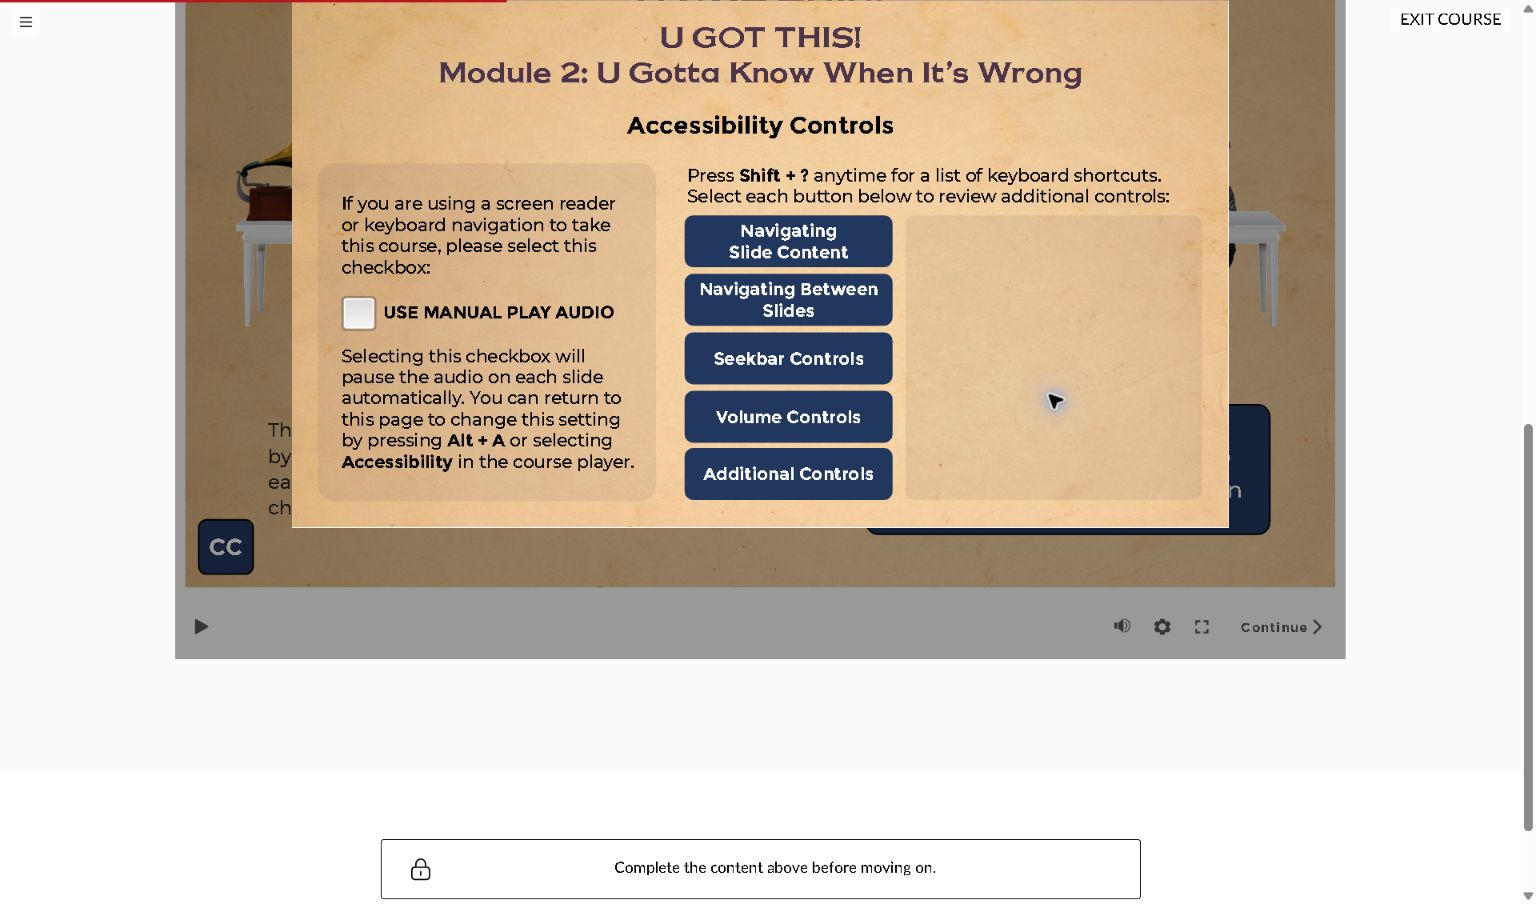 EXIT COURSE
U GOT THIS!
Module 2: U Gotta Know When It's Wrong
Accessibility Controls
If you are using a screen reader
or keyboard navigation to take
this course, please select this
checkbox:
USE MANUAL PLAY AUDIO
Selecting this checkbox will
pause the audio on each slide
automatically. You can return to
this page to change this setting
by pressing Alt + A or selecting
Accessibility in the course player.
Press Shift + ? anytime for a list of keyboard shortcuts.
Select each button below to review additional controls:
Navigating
Slide Content
Navigating Between
Slides
Seekbar Controls
Volume Controls
Additional Controls
Th
by
ea
ch
n
CC
Continue
Complete the content above before moving on.